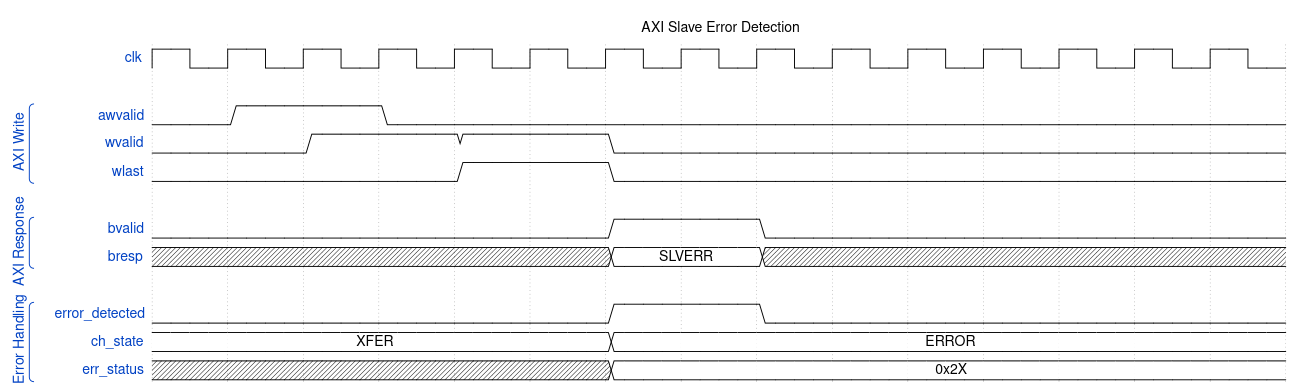 AXI Slave Error Detection
clk
AXI Write
awvalid
wvalid
wlast
AXI Response
bvalid
bresp
SLVERR
Error Handling
error_detected
ch_state
XFER
ERROR
err_status
0x2X